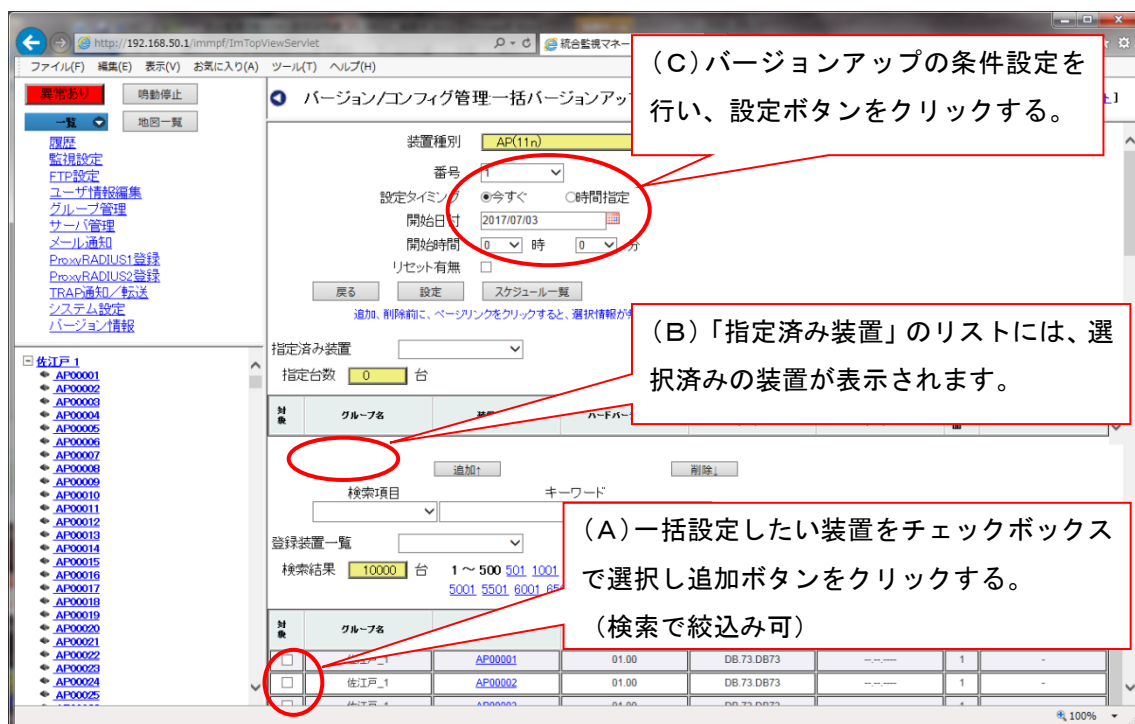 http://192.168.50.1/immpf/ImTopViewServlet
統合監視マネー
ファイル(F) 編集(E) 表示(V) お気に入り(A) ツール(T) ヘルプ(H)
異常あり 鳴動停止
一覧 地図一覧
履歴
監視設定
FTP設定
ユーザ情報編集
グループ管理
サーバ管理
メール通知
ProxyRADIUS1登録
ProxyRADIUS2登録
TRAP通知/転送
システム設定
バージョン情報
佐江戸 1
AP00001
AP00002
AP00003
AP00004
AP00005
AP00006
AP00007
AP00008
AP00009
AP00010
AP00011
AP00012
AP00013
AP00014
AP00015
AP00016
AP00017
AP00018
AP00019
AP00020
AP00021
AP00022
AP00023
AP00024
AP00025
バージョン/コンフィグ管理:一括バージョンアッ
装置種別 AP(11n)
番号 1
設定タイミング 今すぐ 時間指定
開始日付 2017/07/03
開始時間 0 時 0 分
リセット有無
戻る 設定 スケジュール一覧
追加、削除前に、ページリンクをクリックすると、選択情報が
指定済み装置
指定台数 0 台
対象 グループ名 ハードバー
追加↑ 削除↓
検索項目 キーワード
登録装置一覧
検索結果 10000 台 1 ~ 500 501 1001
5001 5501 6001
対象 グループ名
佐江戸_1 AP00001 01.00 DB.73.DB73 --.--.---- 1 -
佐江戸_1 AP00002 01.00 DB.73.DB73 --.--.---- 1 -
(C)バージョンアップの条件設定を
行い、設定ボタンをクリックする。
(B)「指定済み装置」のリストには、選
択済みの装置が表示されます。
(A)一括設定したい装置をチェックボックス
で選択し追加ボタンをクリックする。
(検索で絞込み可)
100%